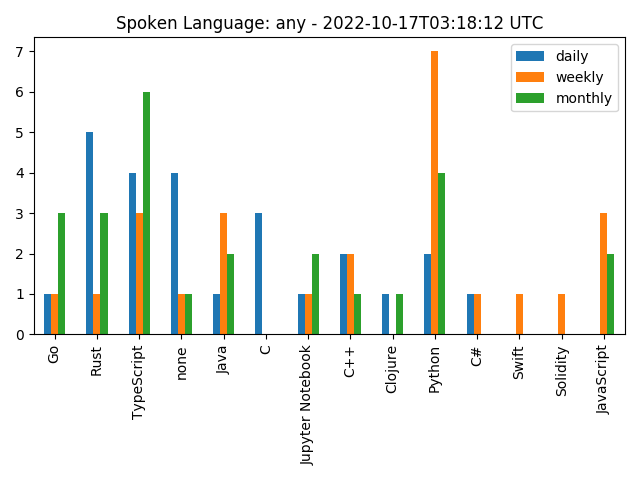 Spoken Language: any - 2022-10-17T03:18:12 UTC
daily
weekly
monthly
7
6
5
4
3
2
1
0
Go
Rust
TypeScript
none
Java
C
Jupyter Notebook
C++
Clojure
Python
C#
Swift
Solidity
JavaScript